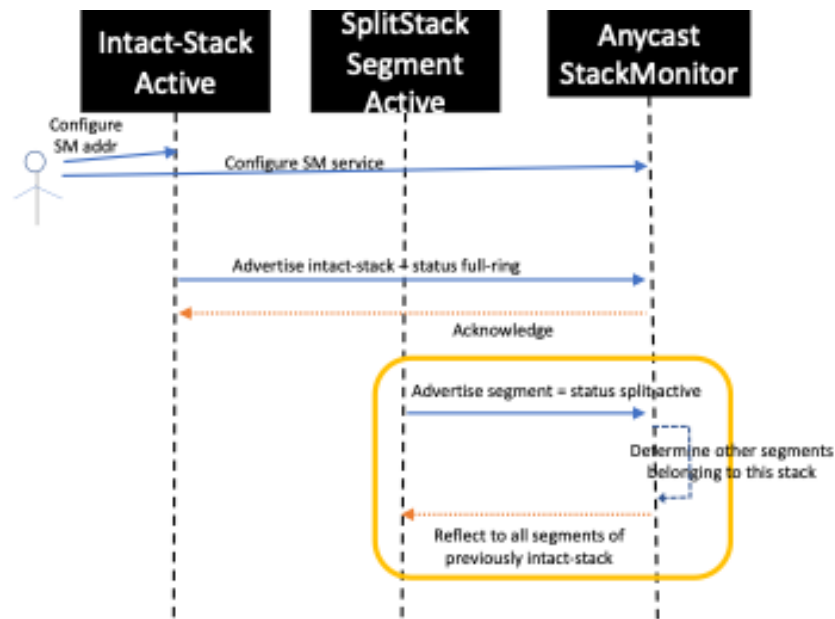 Intact-Stack
Active
SplitStack
Segment
Active
Anycast
StackMonitor
Configure
SM addr
Configure SM service
Advertise intact-stack = status full-ring
Acknowledge
Advertise segment = status split active
Determine other segments
belonging to this stack
Reflect to all segments of
previously intact-stack